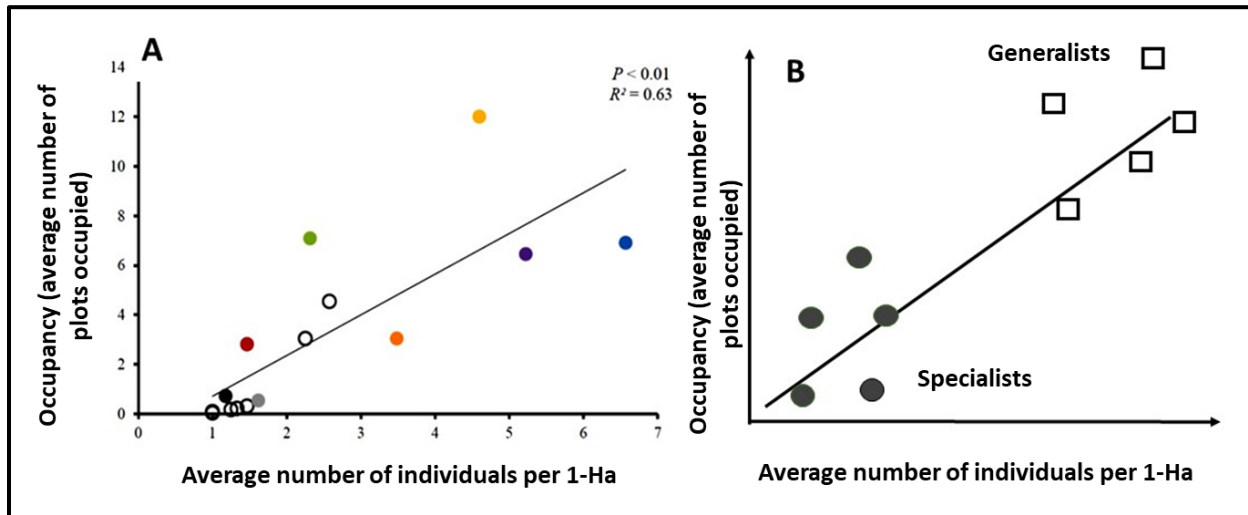 A
P < 0.01
R² = 0.63
Occupancy (average number of
plots occupied)
14
12
10
8
6
4
2
0
0 1 2 3 4 5 6 7
Average number of individuals per 1-Ha
B
Generalists
Specialists
Occupancy (average number of
plots occupied)
Average number of individuals per 1-Ha